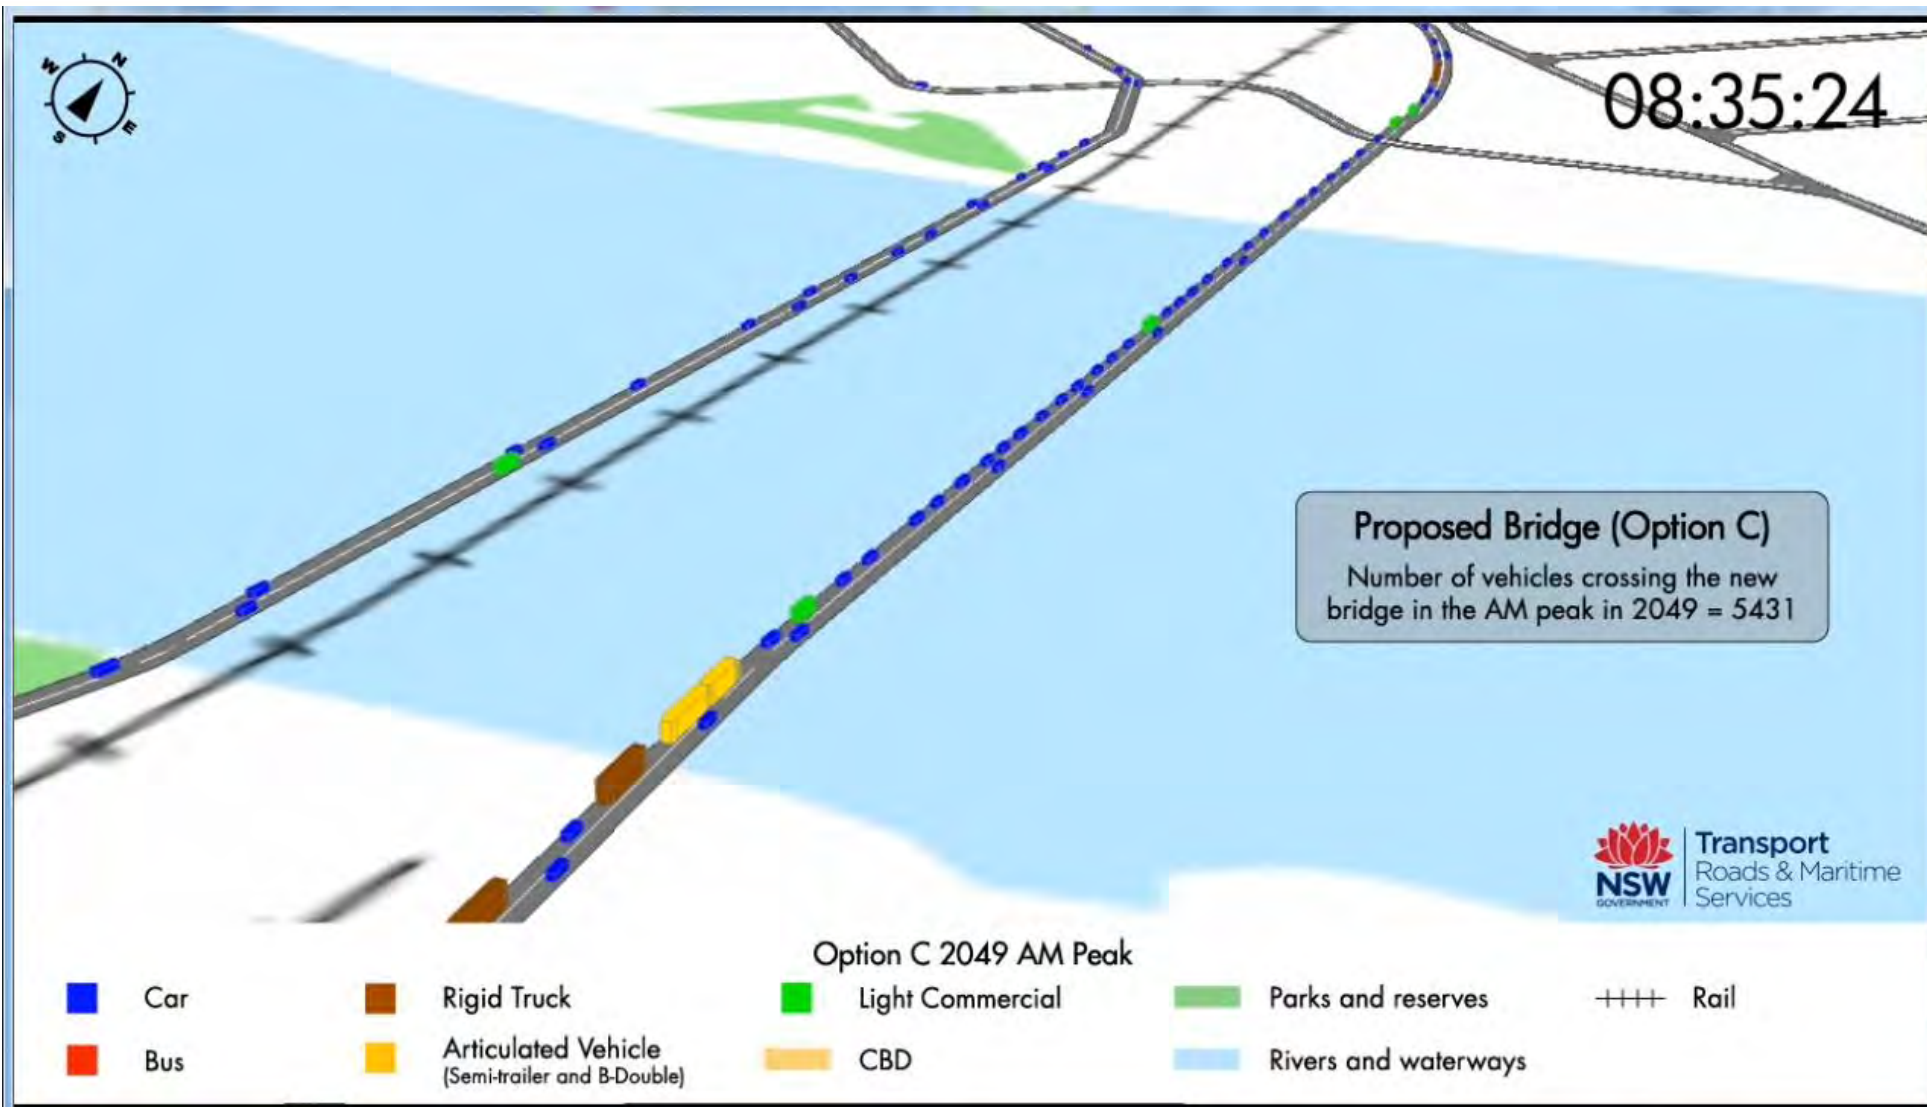 W
N
S
E
08:35:24
Proposed Bridge (Option C)
Number of vehicles crossing the new
bridge in the AM peak in 2049 = 5431
NSW
GOVERNMENT
Transport
Roads & Maritime
Services
Option C 2049 AM Peak
Car
Rigid Truck
Light Commercial
Parks and reserves
Rail
Bus
Articulated Vehicle
(Semi-trailer and B-Double)
CBD
Rivers and waterways